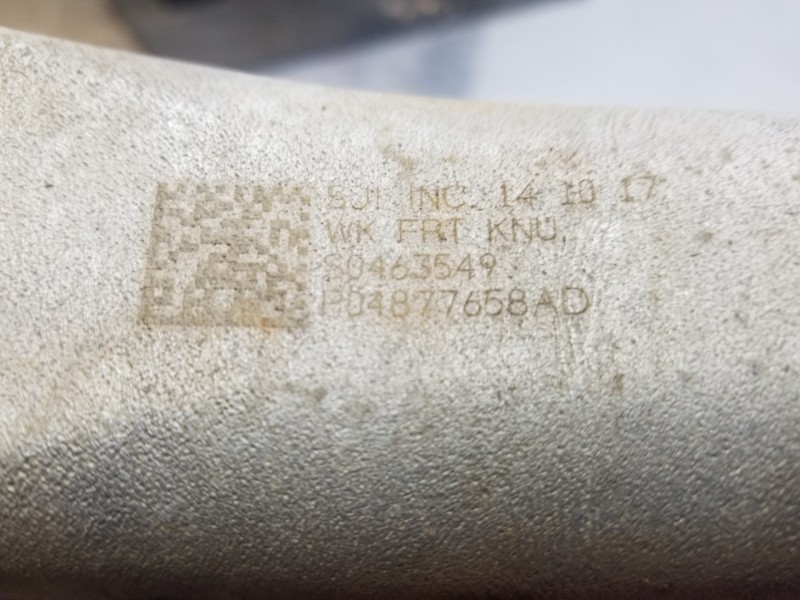 SJI INC. 14 10 17
WK FRT KNU,
S0463549
P04877658AD